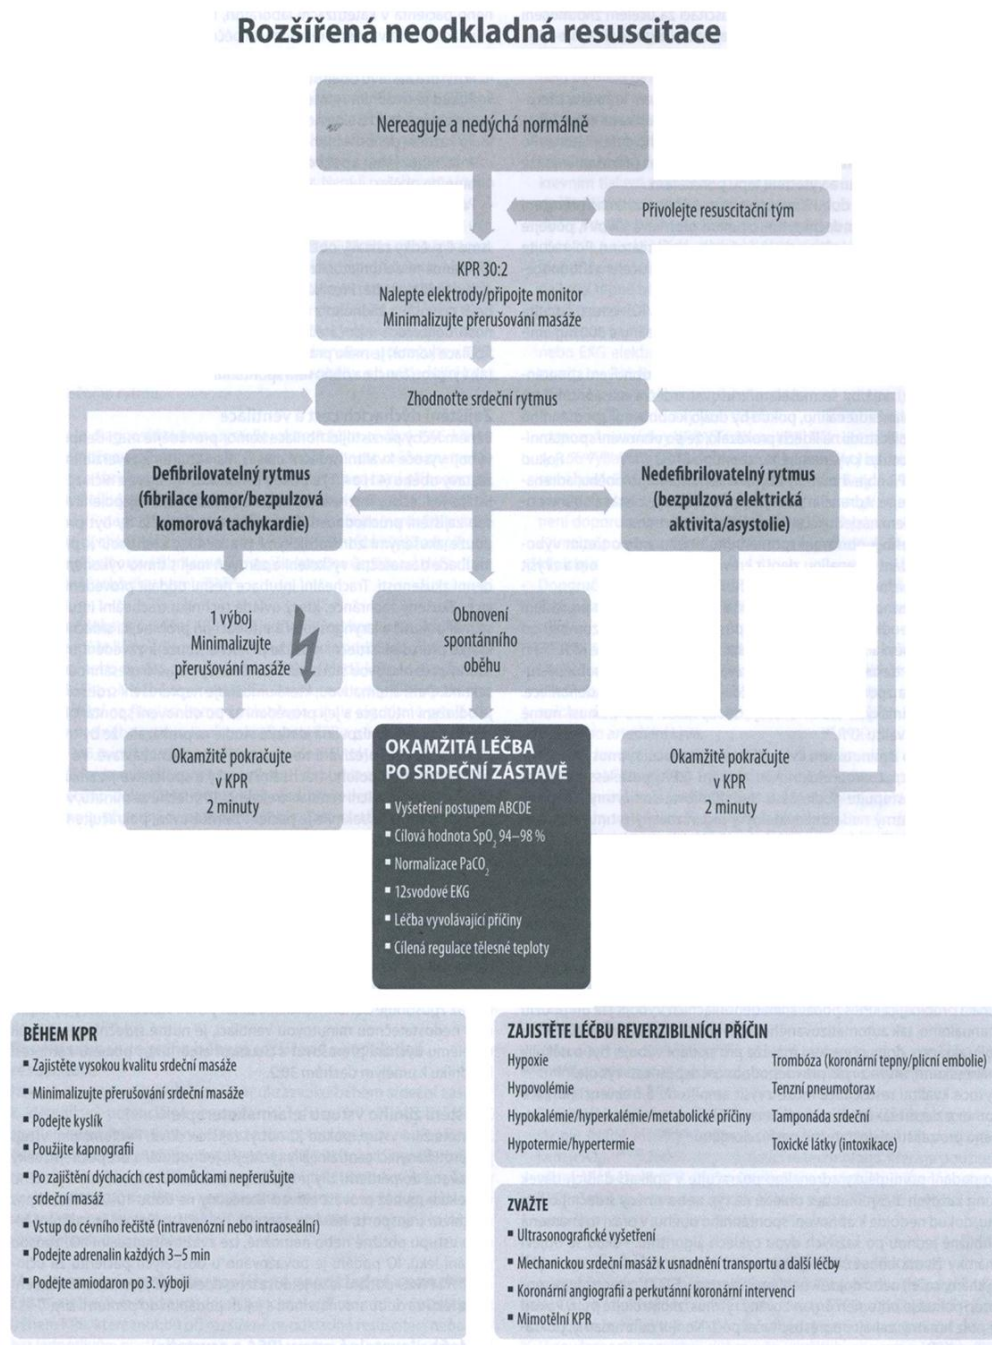 Rozšířená neodkladná resuscitace
Nereaguje a nedýchá normálně
Přivolejte resuscitační tým
KPR 30:2
Nalepte elektrody/připojte monitor
Minimalizujte přerušování masáže
Zhodnoťte srdeční rytmus
Defibrilovatelný rytmus
(fibrilace komor/bezpulzová
komorová tachykardie)
Nedefibrilovatelný rytmus
(bezpulzová elektrická
aktivita/asystolie)
1 výboj
Minimalizujte
přerušování masáže
Obnovení
spontánního
oběhu
Okamžitě pokračujte
v KPR
2 minuty
OKAMŽITÁ LÉČBA
PO SRDEČNÍ ZÁSTAVĚ
▪ Vyšetření postupem ABCDE
▪ Cílová hodnota SpO₂ 94–98 %
▪ Normalizace PaCO₂
▪ 12svodové EKG
▪ Léčba vyvolávající příčiny
▪ Cílená regulace tělesné teploty
Okamžitě pokračujte
v KPR
2 minuty
BĚHEM KPR
▪ Zajistěte vysokou kvalitu srdeční masáže
▪ Minimalizujte přerušování srdeční masáže
▪ Podejte kyslík
▪ Použijte kapnografii
▪ Po zajištění dýchacích cest pomůckami nepřerušujte
srdeční masáž
▪ Vstup do cévního řečiště (intravenózní nebo intraoseální)
▪ Podejte adrenalin každých 3–5 min
▪ Podejte amiodaron po 3. výboji
ZAJISTĚTE LÉČBU REVERZIBILNÍCH PŘÍČIN
Hypoxie
Hypovolémie
Hypokalémie/hyperkalémie/metabolické příčiny
Hypotermie/hypertermie
Trombóza (koronární tepny/plicní embolie)
Tenzní pneumotorax
Tamponáda srdeční
Toxické látky (intoxikace)
ZVAŽTE
▪ Ultrasonografické vyšetření
▪ Mechanickou srdeční masáž k usnadnění transportu a další léčby
▪ Koronární angiografii a perkutánní koronární intervenci
▪ Mimotělní KPR